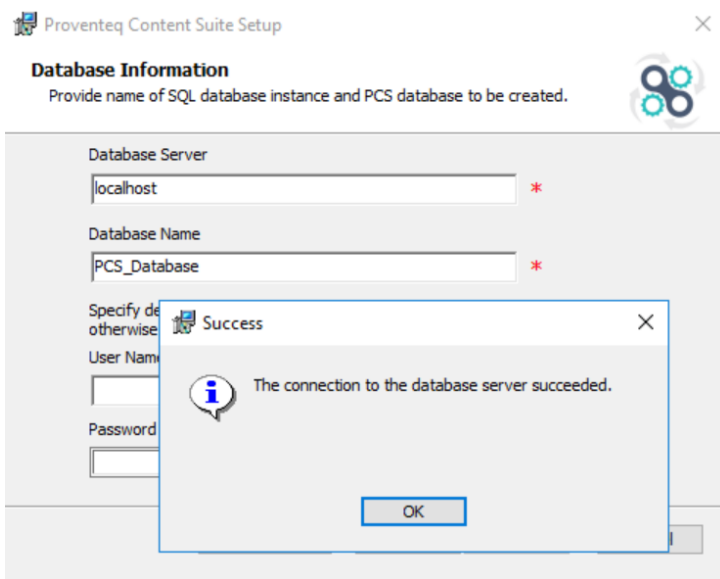 Proventeq Content Suite Setup
Database Information
Provide name of SQL database instance and PCS database to be created.
Database Server
localhost
*
Database Name
PCS_Database
*
Specify de
otherwise
User Name
Password
Success
The connection to the database server succeeded.
OK